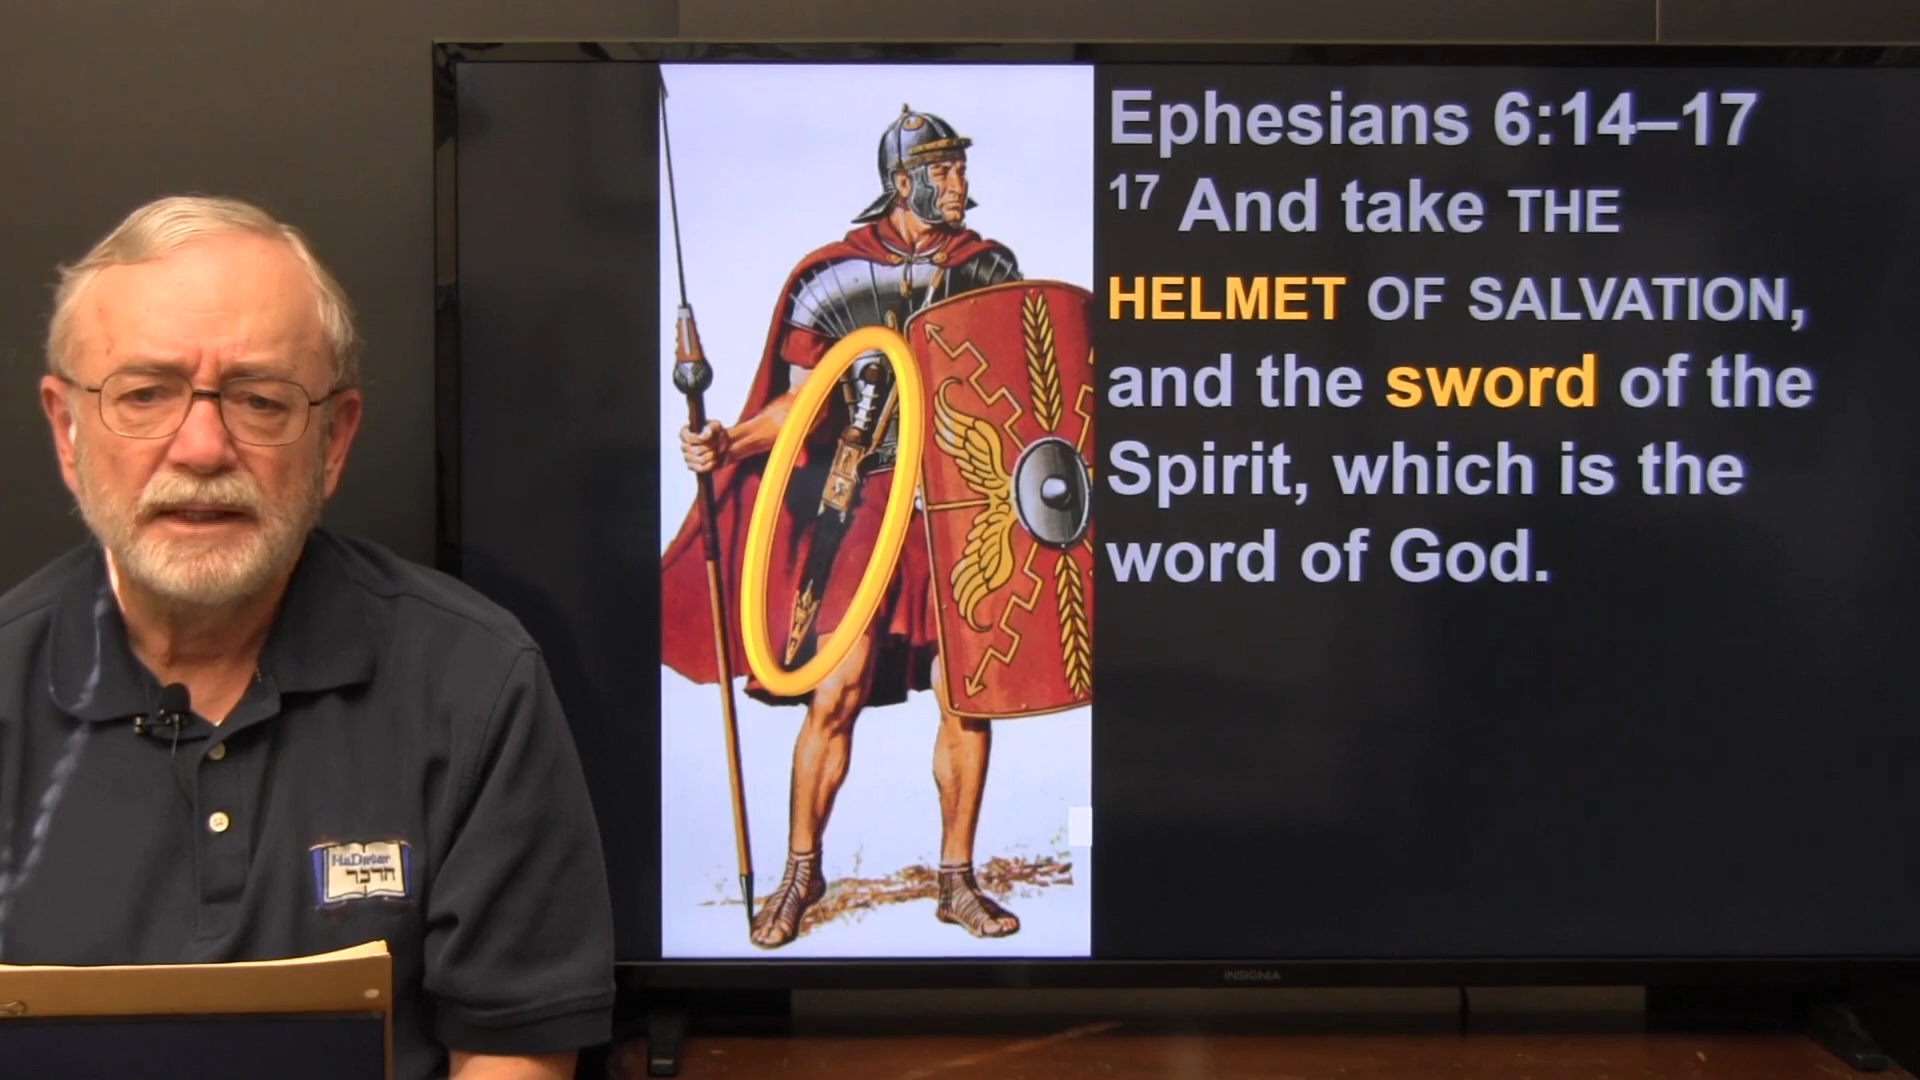 Ephesians 6:14–17
17 And take THE
HELMET OF SALVATION,
and the sword of the
Spirit, which is the
word of God.
HaDavar
הדבר
INSIGNIA